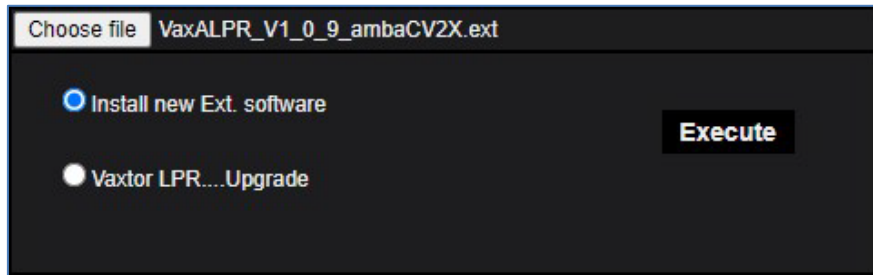 Choose file VaxALPR_V1_0_9_ambaCV2X.ext
Install new Ext. software
Execute
Vaxtor LPR....Upgrade